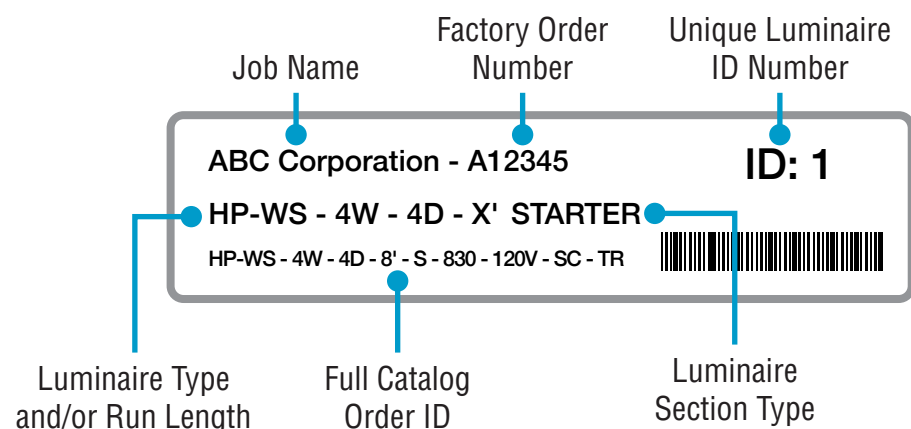 Factory Order
Number
Unique Luminaire
ID Number
Job Name
ABC Corporation - A12345
ID: 1
HP-WS - 4W - 4D - X' STARTER
HP-WS - 4W - 4D - 8' - S - 830 - 120V - SC - TR
Luminaire Type
and/or Run Length
Full Catalog
Order ID
Luminaire
Section Type